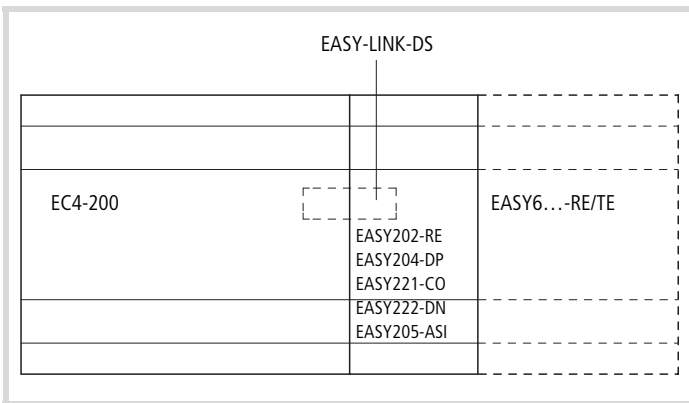 EASY-LINK-DS
EC4-200
EASY6…-RE/TE
EASY202-RE
EASY204-DP
EASY221-CO
EASY222-DN
EASY205-ASI